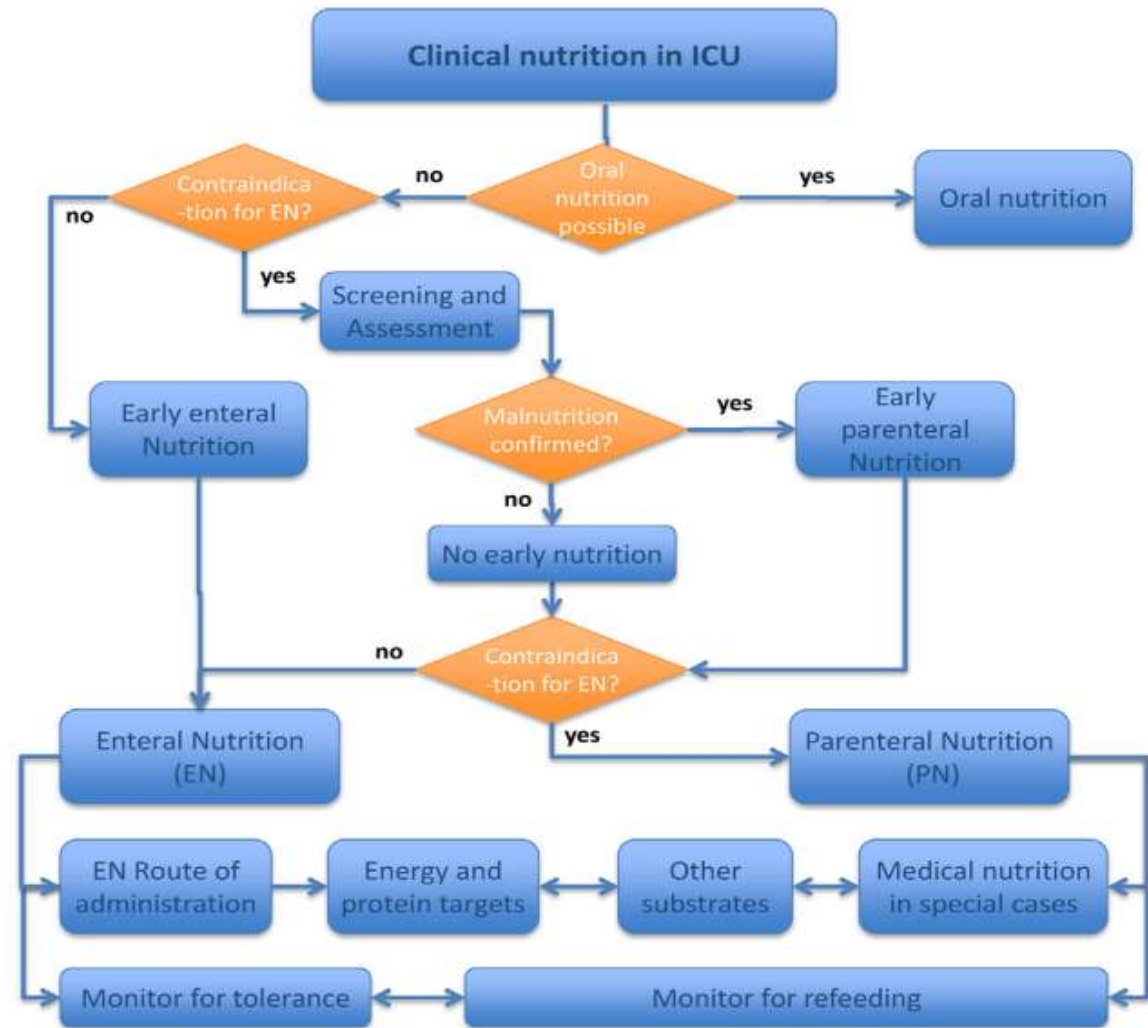 Clinical nutrition in ICU
Contraindica
-tion for EN?
no
Oral
nutrition
possible
yes
Oral nutrition
no
yes
Screening and
Assessment
Early enteral
Nutrition
Malnutrition
confirmed?
yes
Early
parenteral
Nutrition
no
No early nutrition
no
Contraindica
-tion for EN?
yes
Enteral Nutrition
(EN)
Parenteral Nutrition
(PN)
EN Route of
administration
Energy and
protein targets
Other
substrates
Medical nutrition
in special cases
Monitor for tolerance
Monitor for refeeding